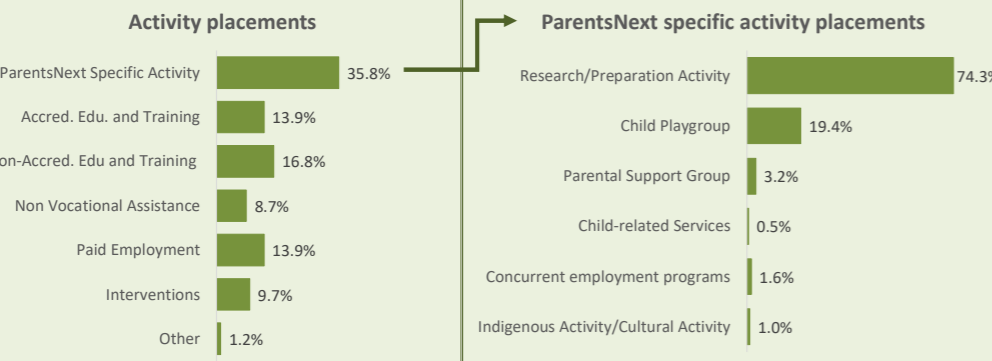 Activity placements
ParentsNext Specific Activity 35.8%
Accred. Edu. and Training 13.9%
on-Accred. Edu and Training 16.8%
Non Vocational Assistance 8.7%
Paid Employment 13.9%
Interventions 9.7%
Other 1.2%
ParentsNext specific activity placements
Research/Preparation Activity 74.3%
Child Playgroup 19.4%
Parental Support Group 3.2%
Child-related Services 0.5%
Concurrent employment programs 1.6%
Indigenous Activity/Cultural Activity 1.0%